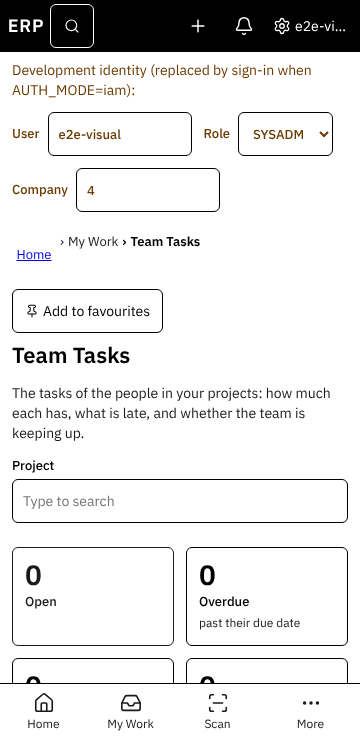 ERP
e2e-vi...
Development identity (replaced by sign-in when
AUTH_MODE=iam):
User e2e-visual Role SYSADM
Company 4
Home › My Work › Team Tasks
Add to favourites
Team Tasks
The tasks of the people in your projects: how much
each has, what is late, and whether the team is
keeping up.
Project
Type to search
0 0
Open Overdue
past their due date
0 0
Home My Work Scan More